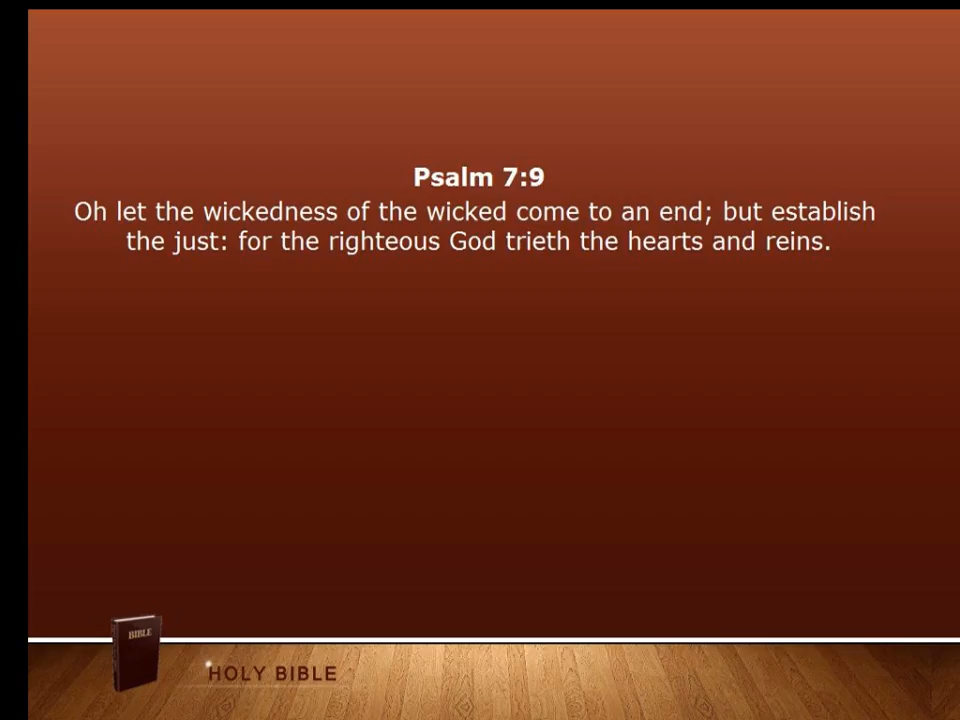 Psalm 7:9
Oh let the wickedness of the wicked come to an end; but establish
the just: for the righteous God trieth the hearts and reins.
BIBLE
HOLY BIBLE